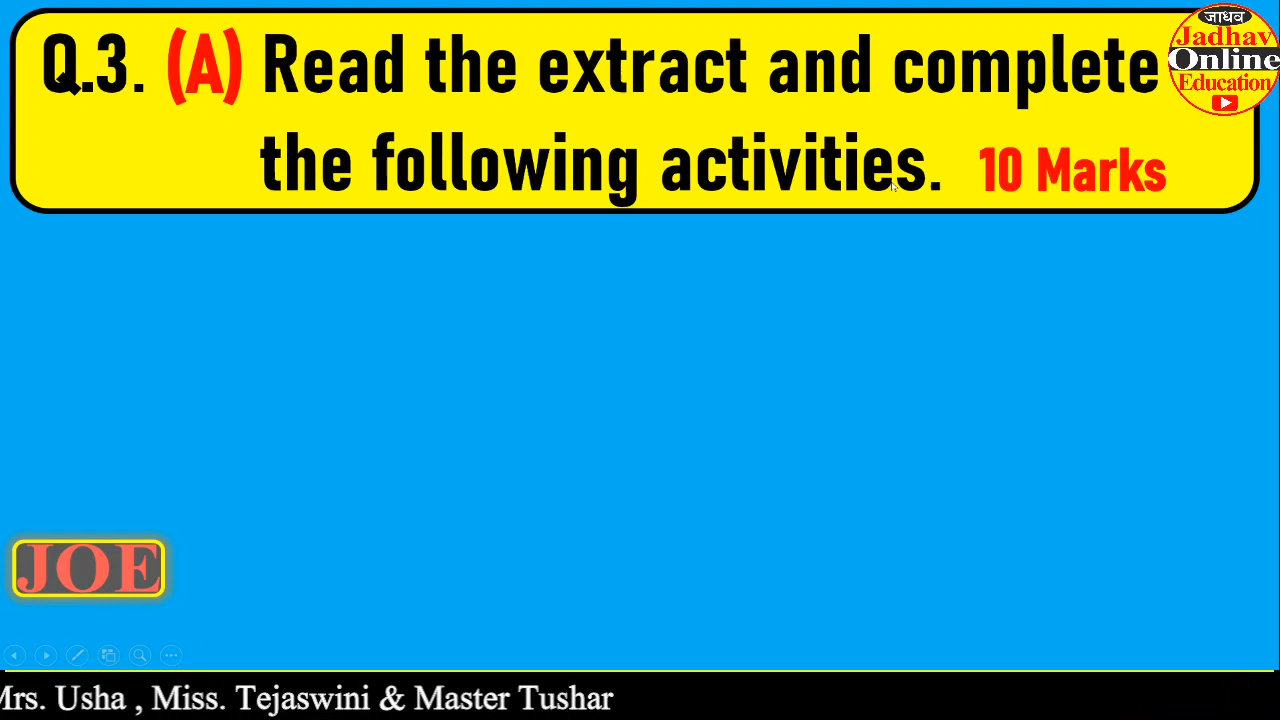 Q.3. (A) Read the extract and complete
the following activities. 10 Marks
जाधव
Jadhav
Online
Education
JOE
Mrs. Usha , Miss. Tejaswini & Master Tushar